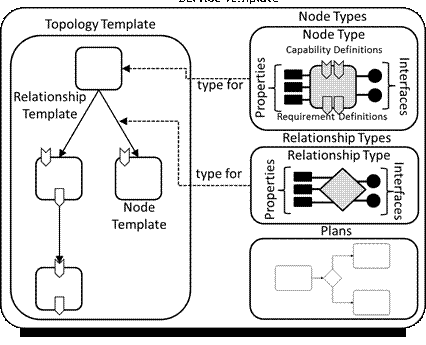 Topology Template
Relationship
Template
Node
Template
type for
type for
Node Types
Node Type
Capability Definitions
Properties
Interfaces
Requirement Definitions
Relationship Types
Relationship Type
Properties
Interfaces
Plans